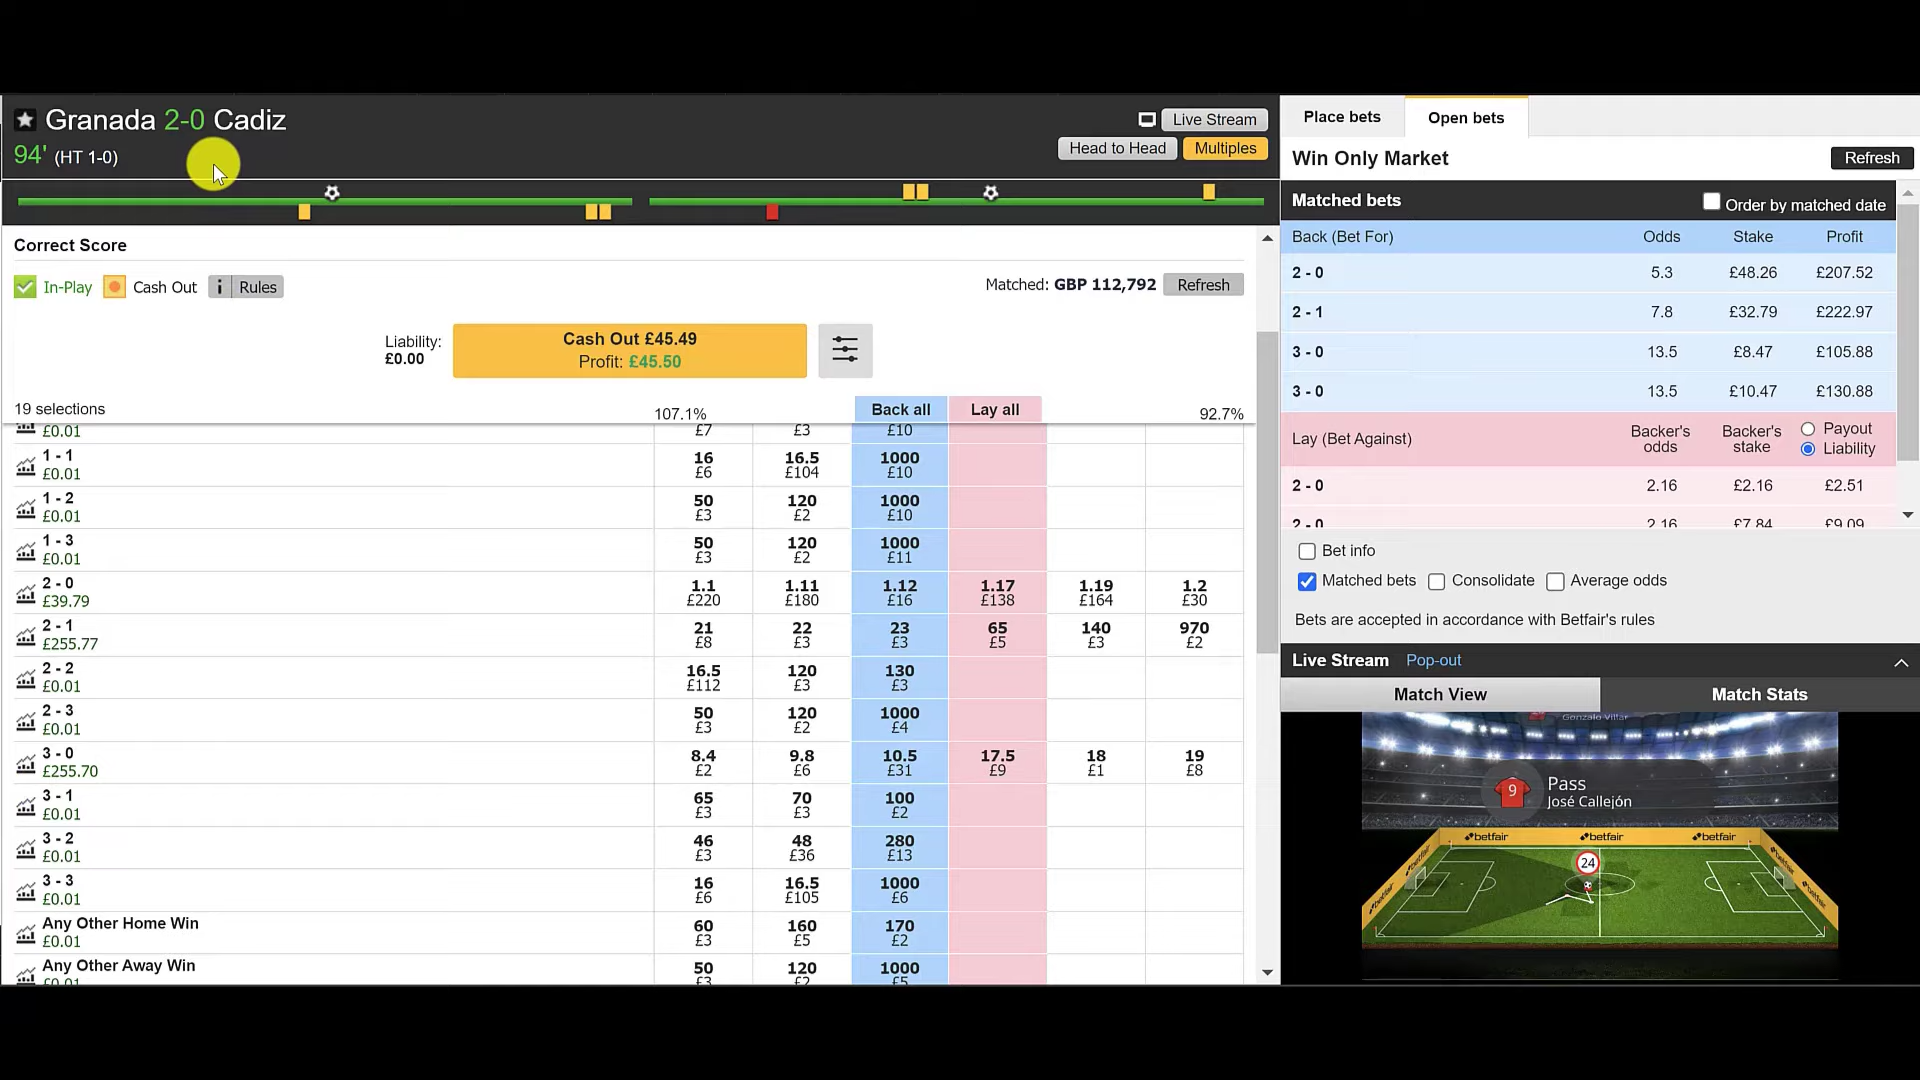 Granada 2-0 Cadiz
94' (HT 1-0)
Live Stream
Head to Head
Multiples
Correct Score
In-Play
Cash Out
i Rules
Matched: GBP 112,792
Refresh
Liability:
£0.00
Cash Out £45.49
Profit: £45.50
19 selections
107.1%
Back all
Lay all
92.7%
£0.01
£7 £3 £10
1 - 1
£0.01
16 16.5 1000
£6 £104 £10
1 - 2
£0.01
50 120 1000
£3 £2 £10
1 - 3
£0.01
50 120 1000
£3 £2 £11
2 - 0
£39.79
1.1 1.11 1.12 1.17 1.19 1.2
£220 £180 £16 £138 £164 £30
2 - 1
£255.77
21 22 23 65 140 970
£8 £3 £3 £5 £3 £2
2 - 2
£0.01
16.5 120 130
£112 £3 £3
2 - 3
£0.01
50 120 1000
£3 £2 £4
3 - 0
£255.70
8.4 9.8 10.5 17.5 18 19
£2 £6 £31 £9 £1 £8
3 - 1
£0.01
65 70 100
£3 £3 £2
3 - 2
£0.01
46 48 280
£3 £36 £13
3 - 3
£0.01
16 16.5 1000
£6 £105 £6
Any Other Home Win
£0.01
60 160 170
£3 £5 £2
Any Other Away Win
£0.01
50 120 1000
£3 £2 £5
Place bets
Open bets
Win Only Market
Refresh
Matched bets
Order by matched date
Back (Bet For) Odds Stake Profit
2 - 0 5.3 £48.26 £207.52
2 - 1 7.8 £32.79 £222.97
3 - 0 13.5 £8.47 £105.88
3 - 0 13.5 £10.47 £130.88
Lay (Bet Against)
Backer's odds
Backer's stake
Payout
Liability
2 - 0 2.16 £2.16 £2.51
2 - 0 2.16 £7.84 £9.09
Bet info
Matched bets
Consolidate
Average odds
Bets are accepted in accordance with Betfair's rules
Live Stream Pop-out
Match View
Match Stats
Gonzalo Villar
9
Pass
José Callejón
betfair
betfair
betfair
24